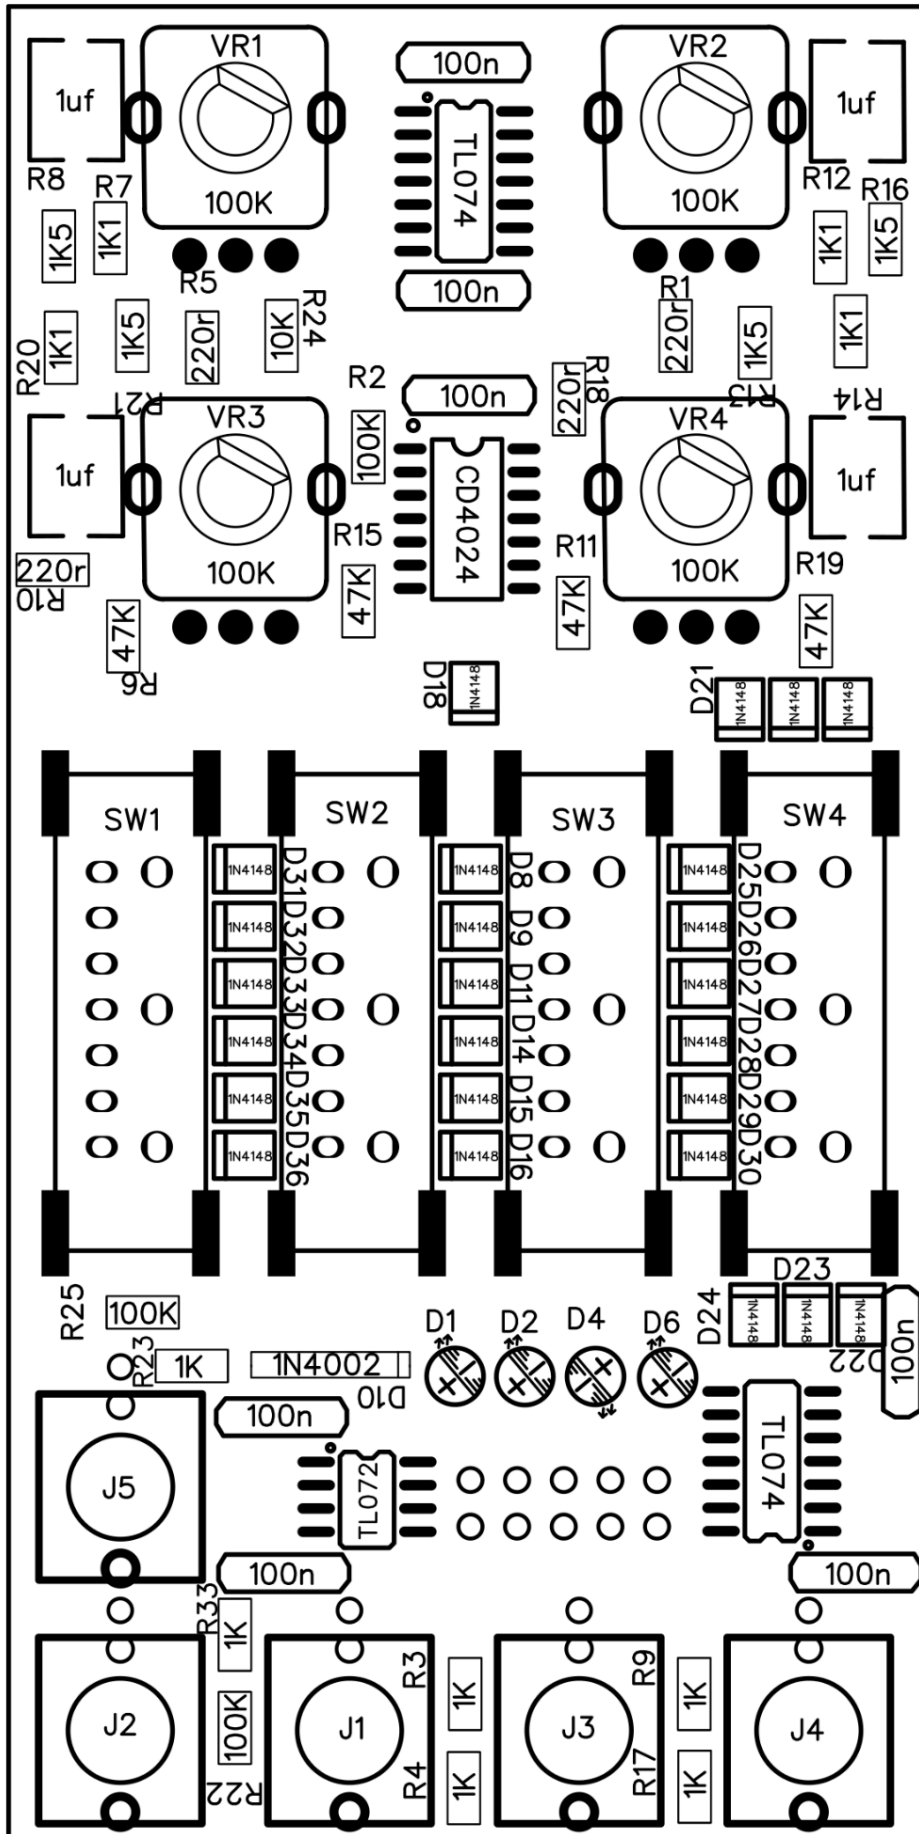 VR1
VR2
100n
1uf
1uf
TL074
R8
R7
100K
100K
R12
R16
1K5
1K1
1K1
1K5
R5
100n
R1
R20
1K1
1K5
220r
10K
R24
220r
1K5
1K1
R21
R2
100n
220r
R18
R13
R14
VR3
VR4
100K
1uf
1uf
CD4024
R15
R11
220r
R10
100K
100K
R19
47K
47K
47K
47K
R6
D18
1N4148
D21
1N4148
1N4148
1N4148
SW1
SW2
SW3
SW4
1N4148
D31
1N4148
D8
1N4148
D25
1N4148
D32
1N4148
D9
1N4148
D26
1N4148
D33
1N4148
D11
1N4148
D27
1N4148
D34
1N4148
D14
1N4148
D28
1N4148
D35
1N4148
D15
1N4148
D29
1N4148
D36
1N4148
D16
1N4148
D30
R25
100K
D1
D2
D4
D6
D24
D23
1N4148
1N4148
1N4148
D22
100n
R23
1K
1N4002
D10
100n
J5
TL072
TL074
100n
100n
R33
1K
R3
1K
R9
1K
J2
100K
J1
J3
J4
R22
R4
1K
R17
1K